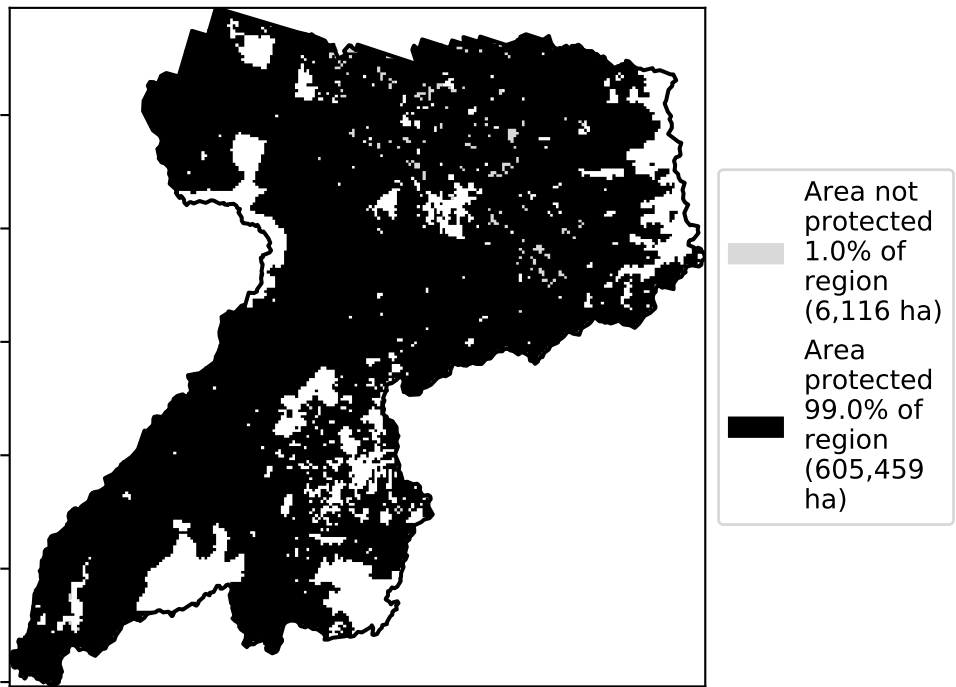 Area not
protected
1.0% of
region
(6,116 ha)
Area
protected
99.0% of
region
(605,459
ha)